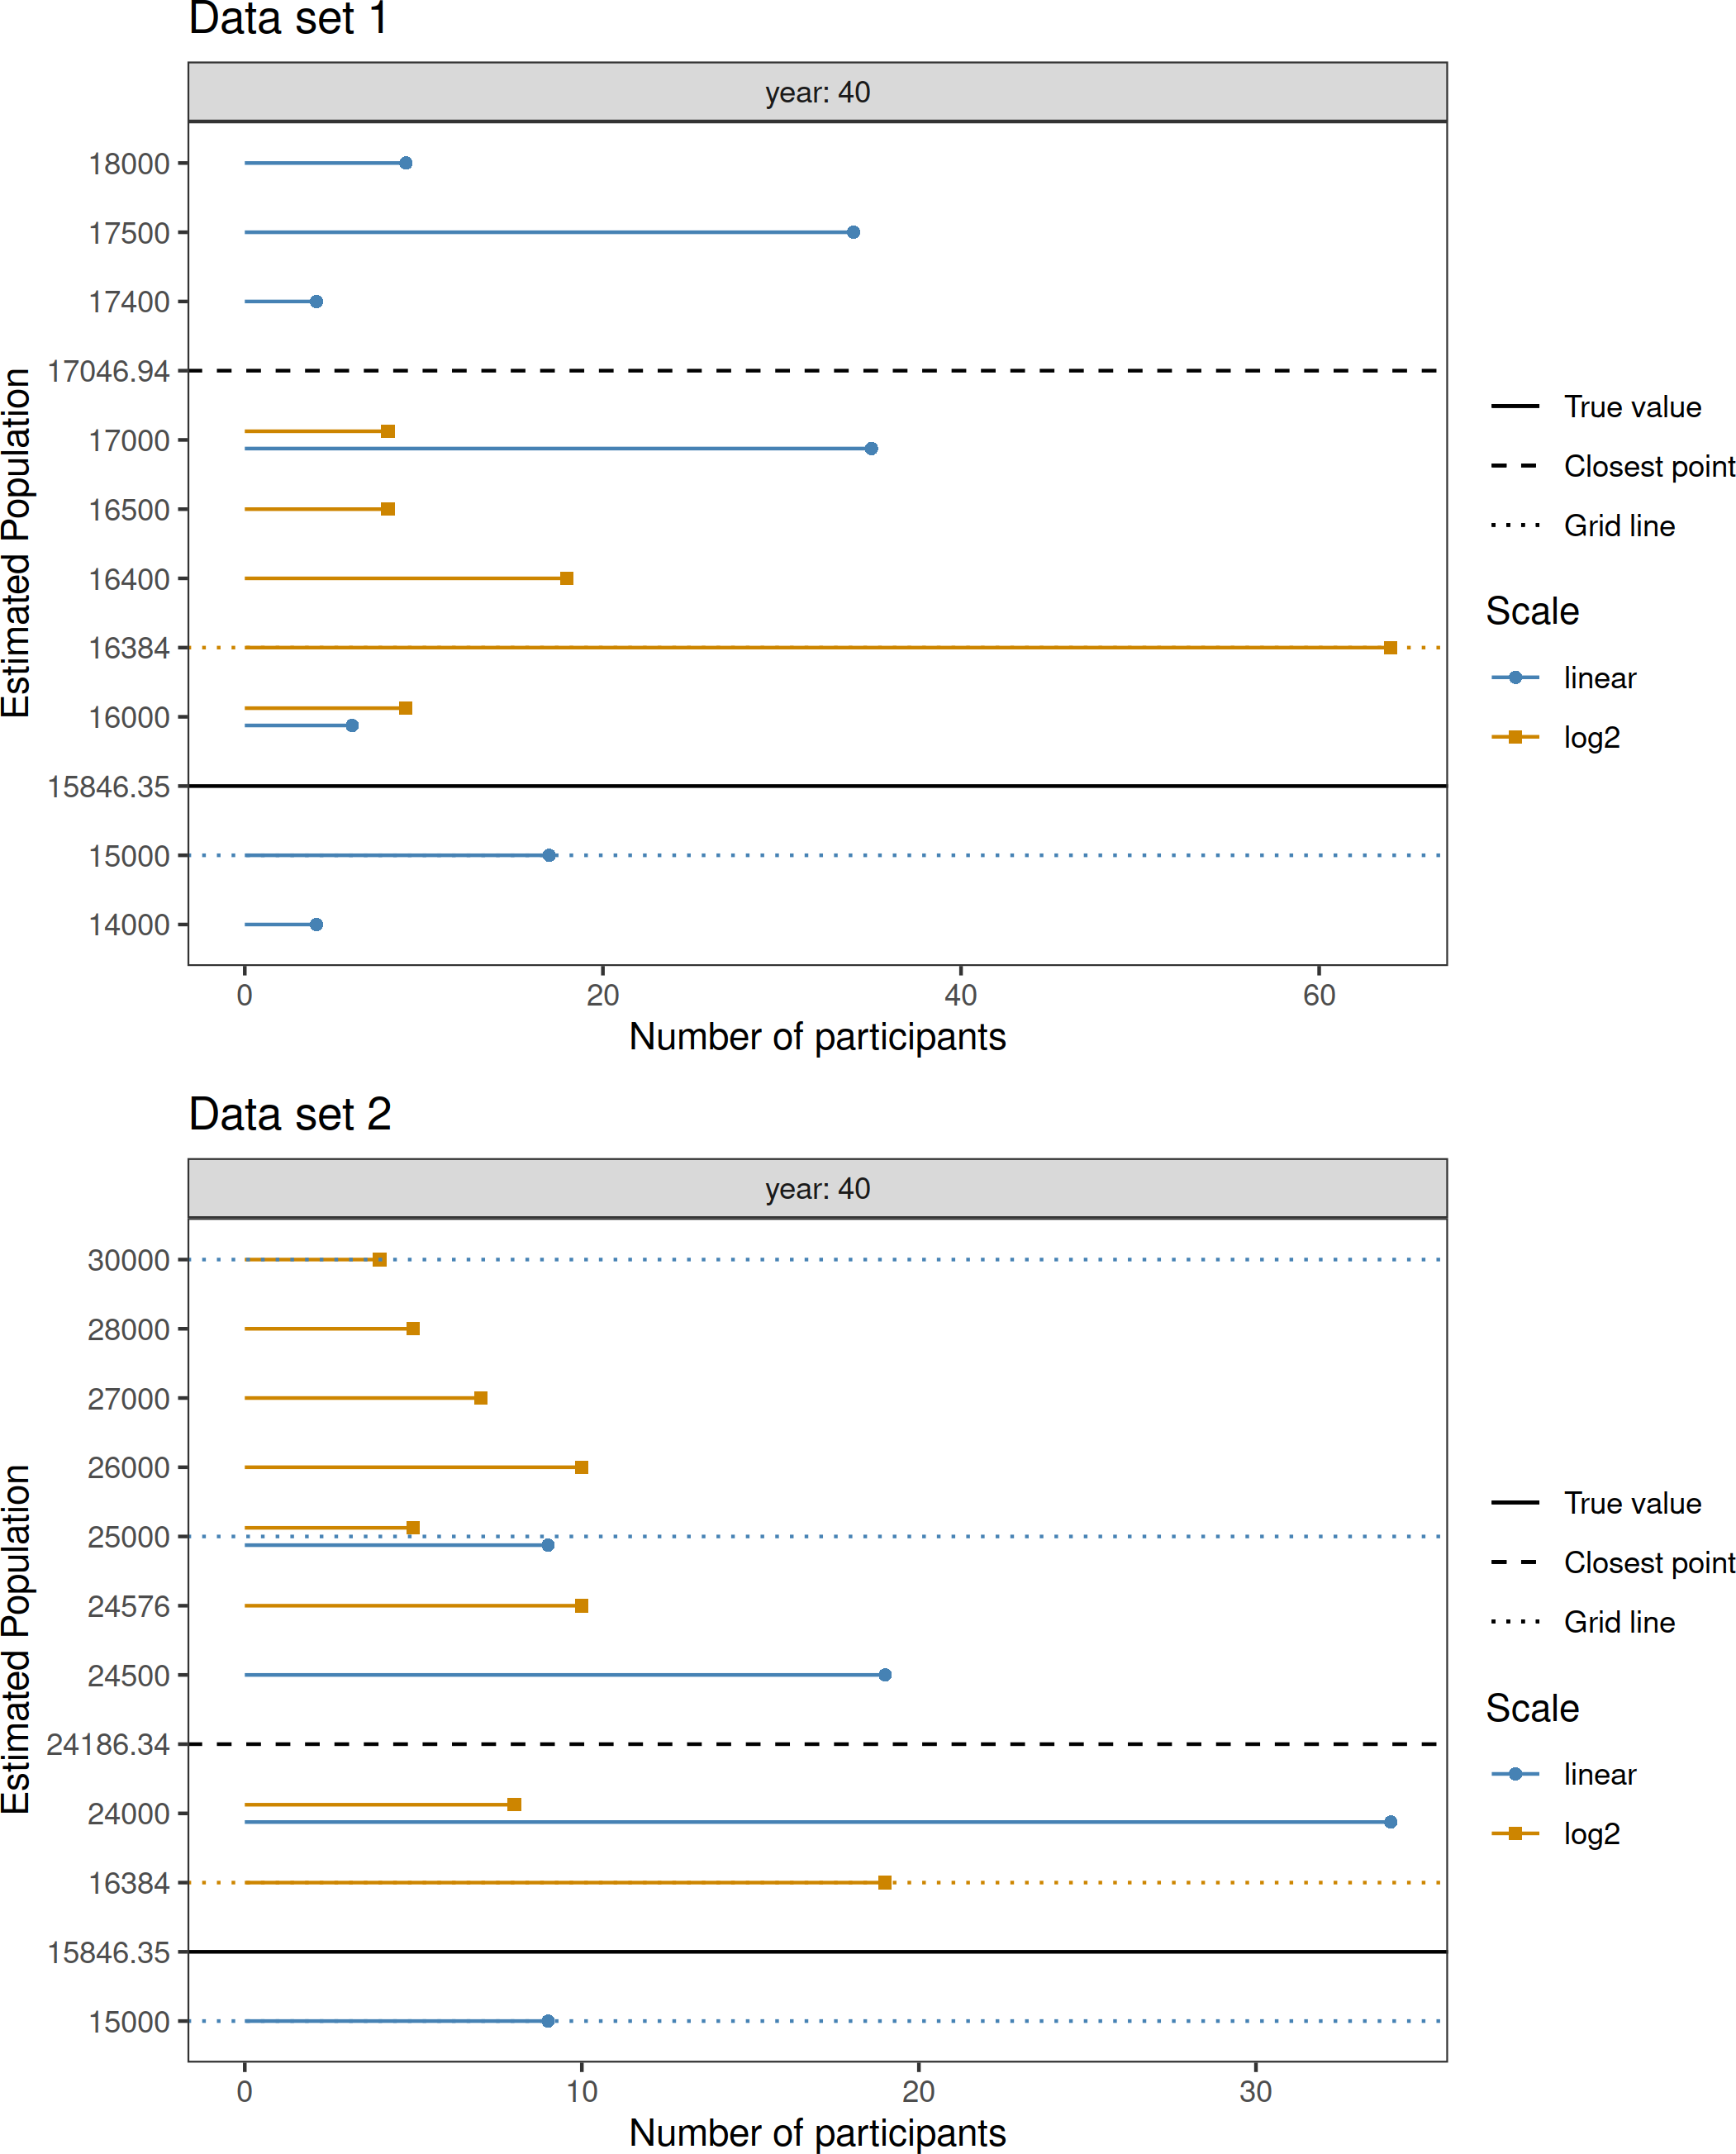 Data set 1
year: 40
Estimated Population
18000
17500
17400
17046.94
17000
16500
16400
16384
16000
15846.35
15000
14000
0 20 40 60
Number of participants
True value
Closest point
Grid line
Scale
linear
log2
Data set 2
year: 40
Estimated Population
30000
28000
27000
26000
25000
24576
24500
24186.34
24000
16384
15846.35
15000
0 10 20 30
Number of participants
True value
Closest point
Grid line
Scale
linear
log2